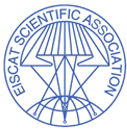 EISCAT SCIENTIFIC ASSOCIATION